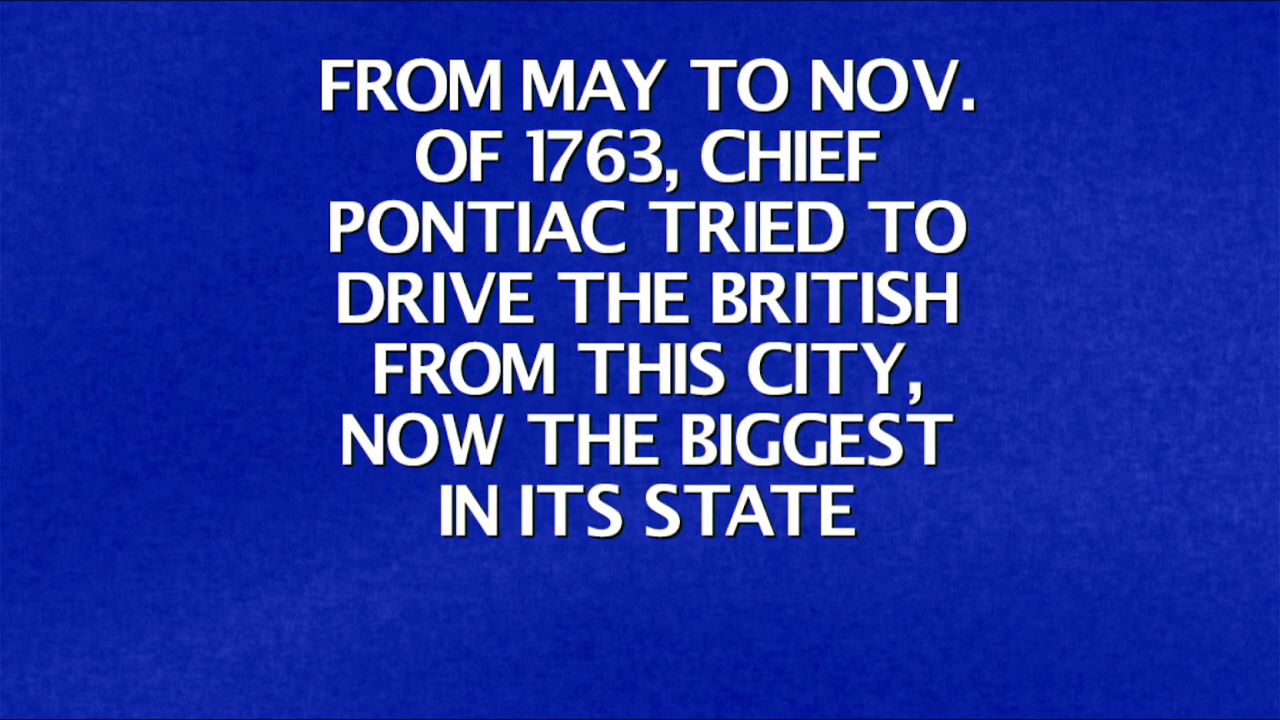 FROM MAY TO NOV.
OF 1763, CHIEF
PONTIAC TRIED TO
DRIVE THE BRITISH
FROM THIS CITY,
NOW THE BIGGEST
IN ITS STATE